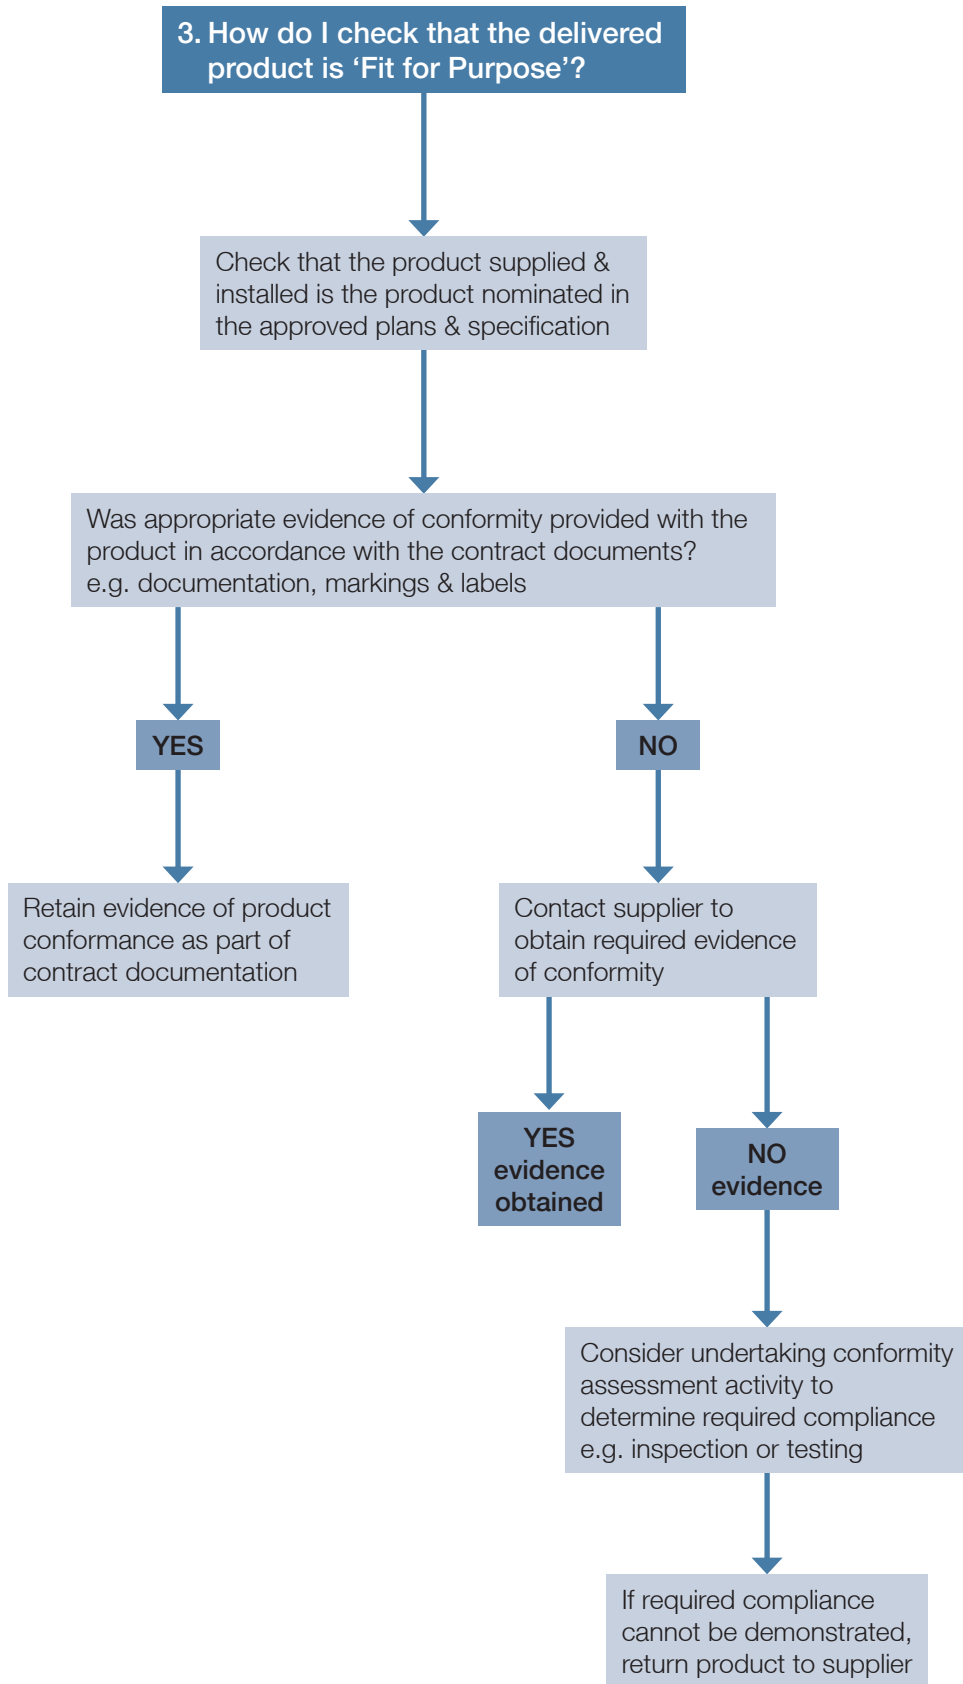 3. How do I check that the delivered
product is ‘Fit for Purpose’?
Check that the product supplied &
installed is the product nominated in
the approved plans & specification
Was appropriate evidence of conformity provided with the
product in accordance with the contract documents?
e.g. documentation, markings & labels
YES
NO
Retain evidence of product
conformance as part of
contract documentation
Contact supplier to
obtain required evidence
of conformity
YES
evidence
obtained
NO
evidence
Consider undertaking conformity
assessment activity to
determine required compliance
e.g. inspection or testing
If required compliance
cannot be demonstrated,
return product to supplier